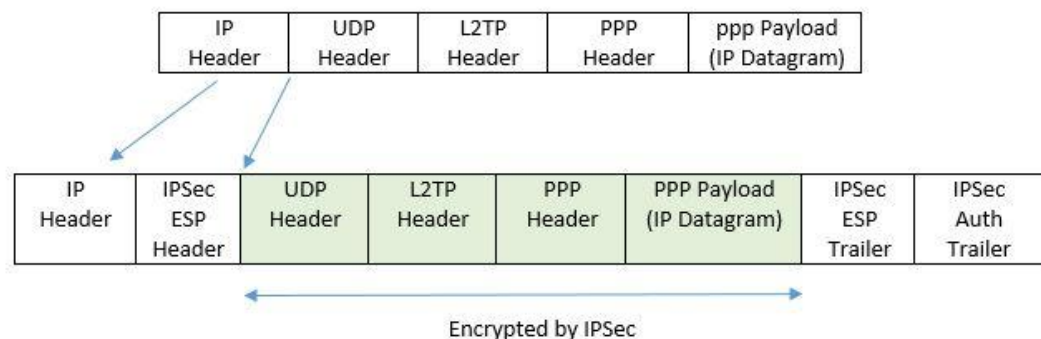 IP
Header
UDP
Header
L2TP
Header
PPP
Header
ppp Payload
(IP Datagram)
IP
Header
IPSec
ESP
Header
UDP
Header
L2TP
Header
PPP
Header
PPP Payload
(IP Datagram)
IPSec
ESP
Trailer
IPSec
Auth
Trailer
Encrypted by IPSec